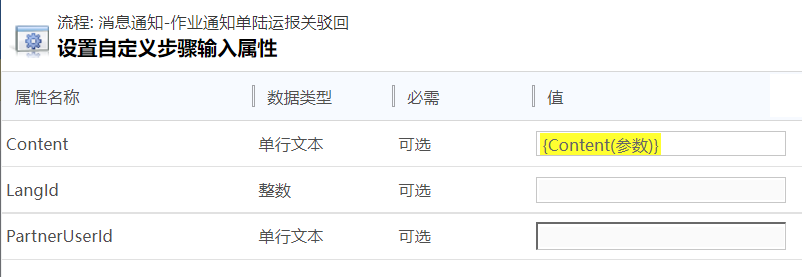 流程: 消息通知-作业通知单陆运报关驳回
设置自定义步骤输入属性
属性名称 数据类型 必需 值
Content 单行文本 可选 {Content(参数)}
LangId 整数 可选
PartnerUserId 单行文本 可选